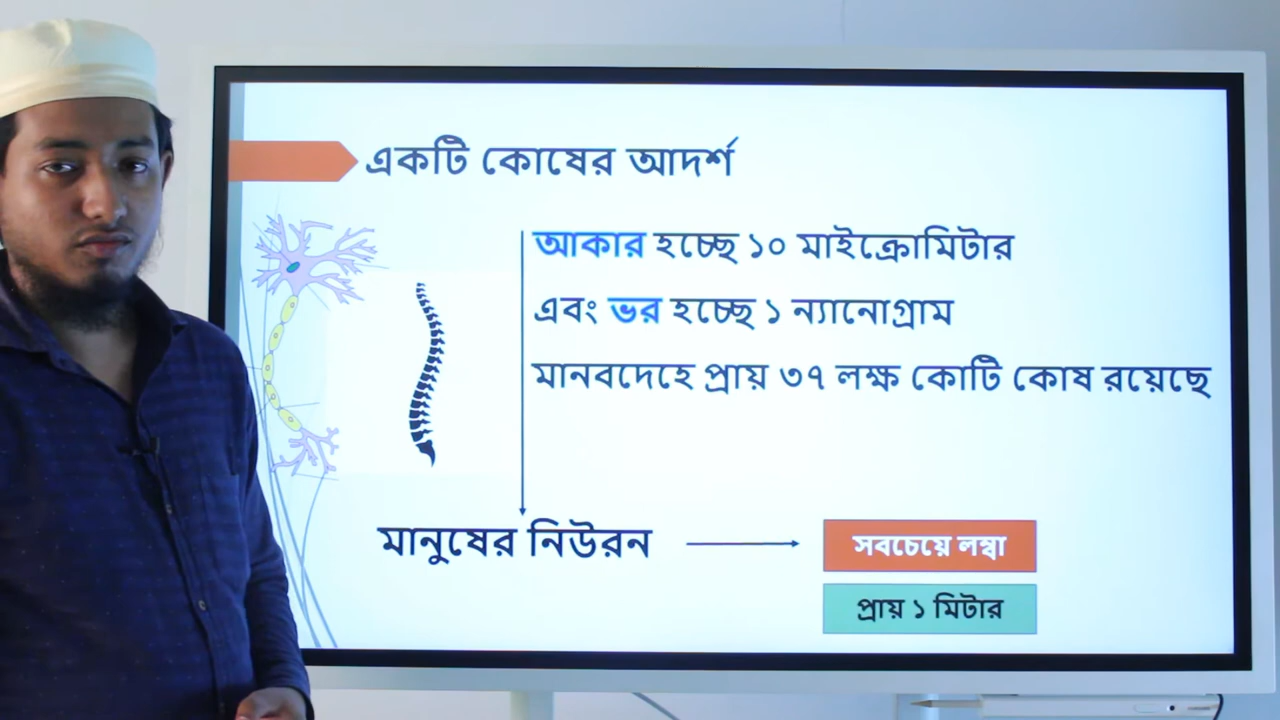 একটি কোষের আদর্শ
আকার হচ্ছে ১০ মাইক্রোমিটার
এবং ভর হচ্ছে ১ ন্যানোগ্রাম
মানবদেহে প্রায় ৩৭ লক্ষ কোটি কোষ রয়েছে
মানুষের নিউরন
সবচেয়ে লম্বা
প্রায় ১ মিটার